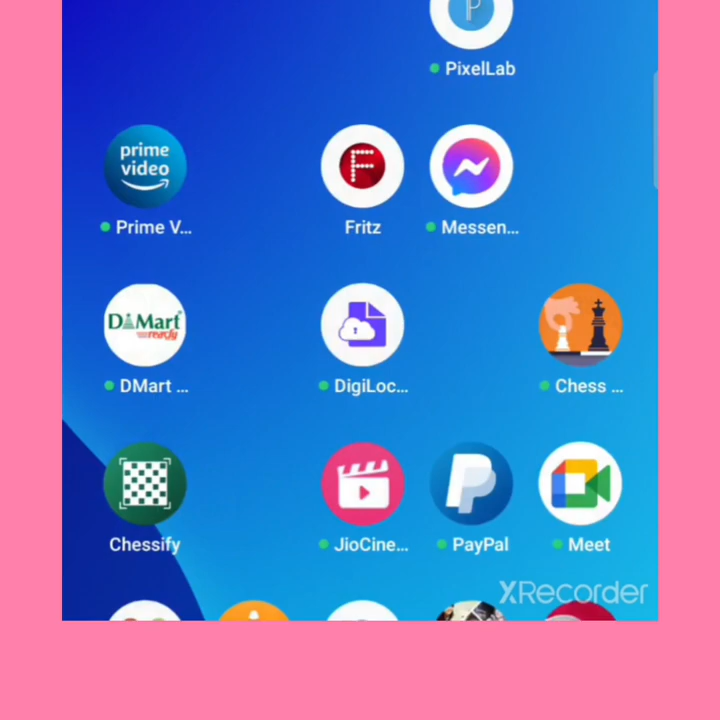 P
PixelLab
prime
video
F
Prime V...
Fritz
Messen...
DMart
ready
DMart ...
DigiLoc...
Chess ...
Chessify
JioCine...
PayPal
Meet
XRecorder